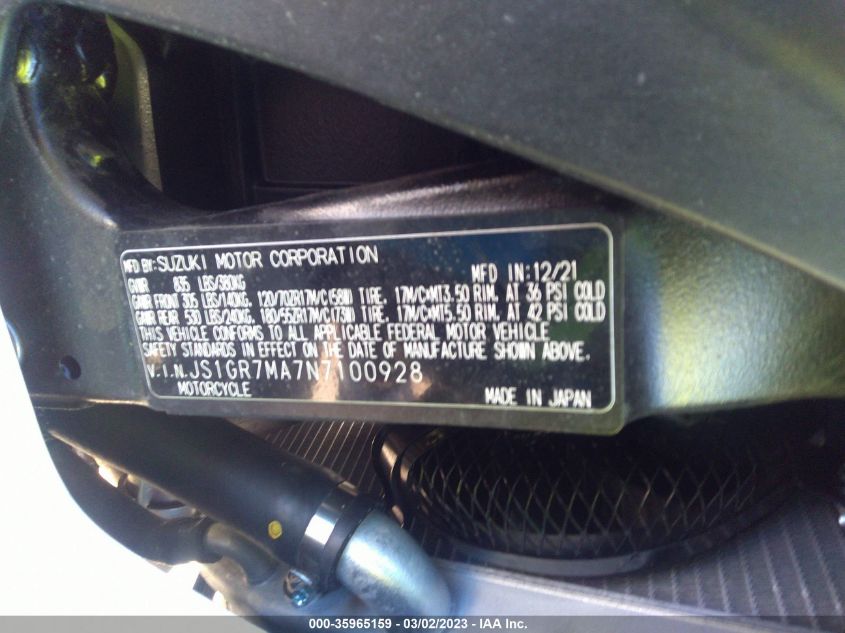 MFD BY:SUZUKI MOTOR CORPORATION MFD IN:12/21
GVWR 835 LBS/380KG
GAWR FRONT 305 LBS/140KG. 120/70ZR17M/C(58W) TIRE. 17M/C×MT3.50 RIM. AT 36 PSI COLD
GAWR REAR 530 LBS/240KG. 180/55ZR17M/C(73W) TIRE. 17M/C×MT5.50 RIM. AT 42 PSI COLD
THIS VEHICLE CONFORMS TO ALL APPLICABLE FEDERAL MOTOR VEHICLE
SAFETY STANDARDS IN EFFECT ON THE DATE OF MANUFACTURE SHOWN ABOVE.
V.I.N.JS1GR7MA7N7100928
MOTORCYCLE MADE IN JAPAN
000-35965159 — 03/02/2023 — IAA Inc.